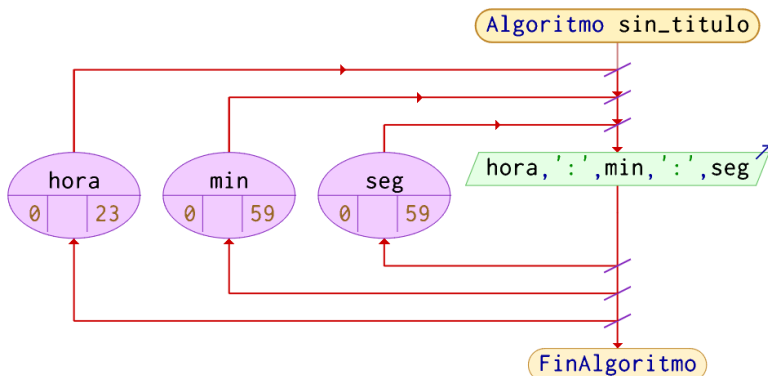 Algoritmo sin_titulo
hora
0 23
min
0 59
seg
0 59
hora,':',min,':',seg
FinAlgoritmo